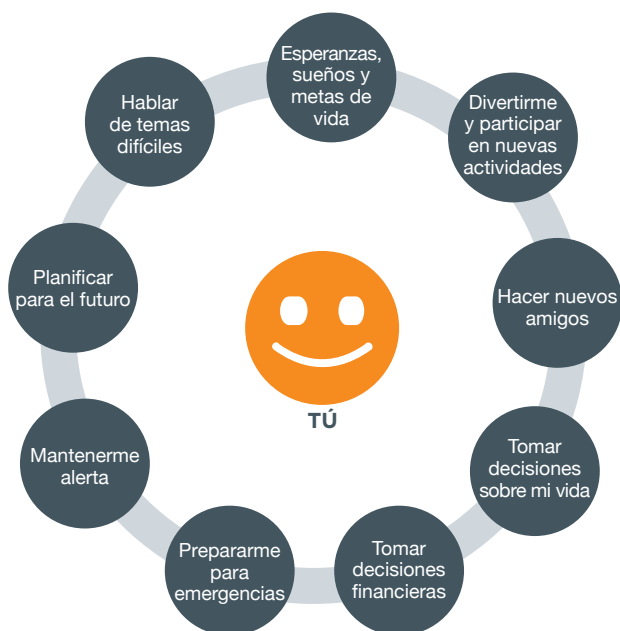 Esperanzas,
sueños y
metas de
vida
Divertirme
y participar
en nuevas
actividades
Hacer nuevos
amigos
Tomar
decisiones
sobre mi vida
Tomar
decisiones
financieras
Prepararme
para
emergencias
Mantenerme
alerta
Planificar
para el futuro
Hablar
de temas
difíciles
TÚ